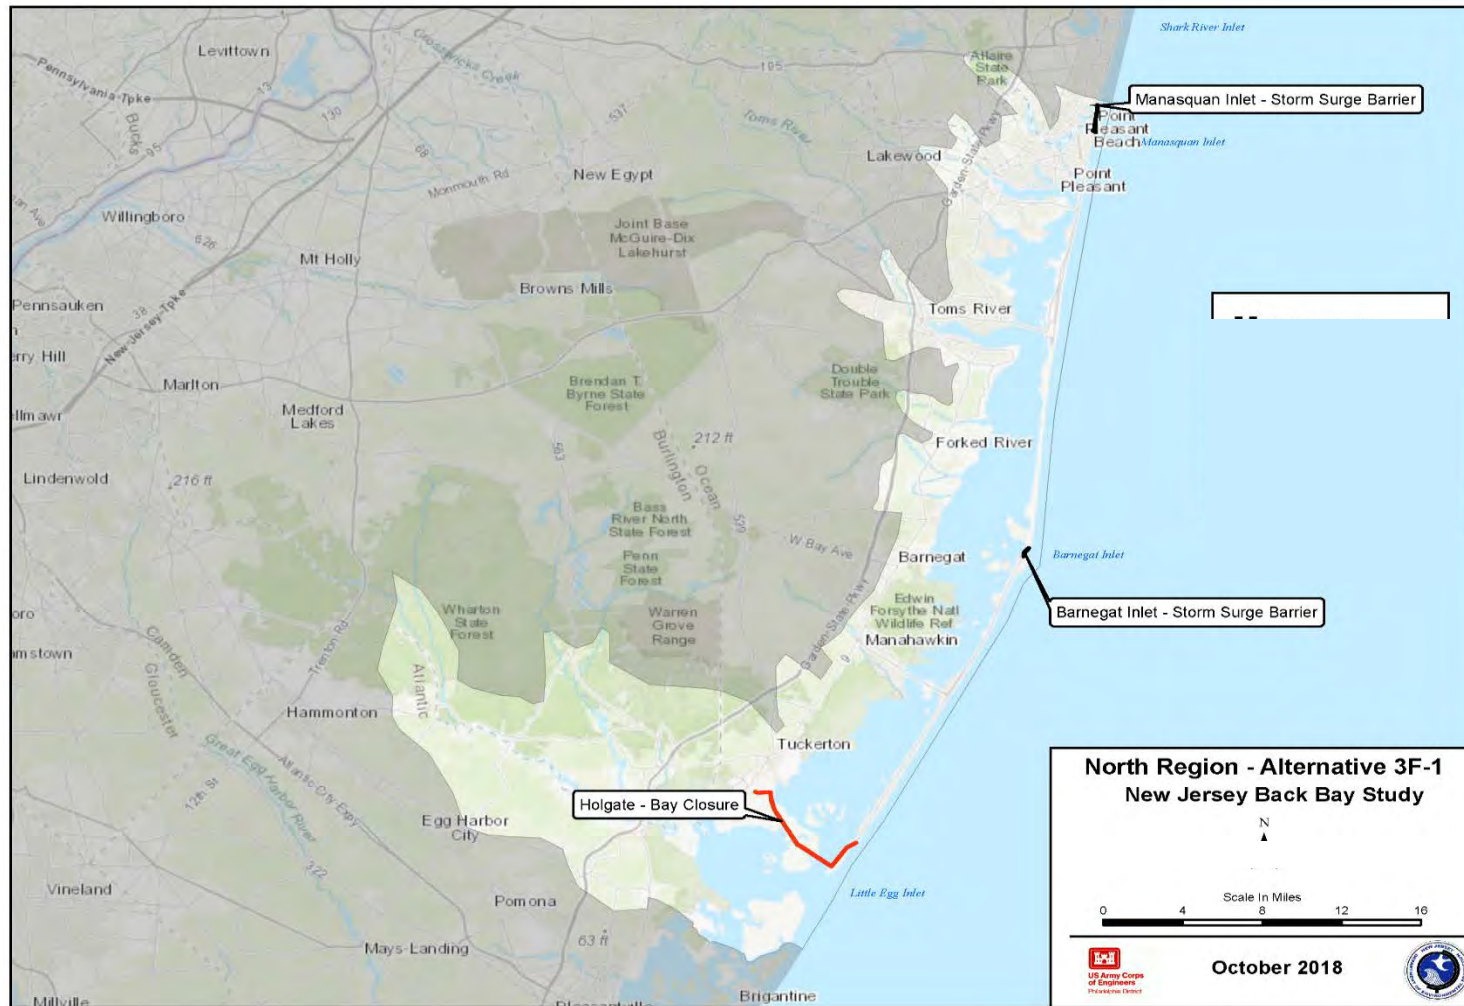 Shark River Inlet
Levittown
Crosswicks Creek
Allaire
State
Park
195
Pennsylvania-Tpke
13
130
Bucks
95
537
Manasquan Inlet - Storm Surge Barrier
Point
Pleasant
Beach
Manasquan Inlet
Toms River
Garden-State Pkwy
Lakewood
68
Monmouth Rd
New Egypt
Point
Pleasant
Willingboro
626
Joint Base
McGuire-Dix
Lakehurst
Mt Holly
Browns Mills
Pennsauken
38
New-Jersey-Tpke
Toms River
erry Hill
Marlton
Brendan T.
Byrne State
Forest
Double
Trouble
State Park
Medford
Lakes
llmawr
212 ft
Burlington
Ocean
563
Forked River
Lindenwold
216 ft
Bass
River North
State Forest
539
W Bay Ave
Penn
State
Forest
Barnegat
Barnegat Inlet
Edwin
Forsythe Natl
Wildlife Ref
Barnegat Inlet - Storm Surge Barrier
Wharton
State
Forest
Warren
Grove
Range
Garden-State Pkwy
Manahawkin
9
oro
mstown
Camden
Gloucester
Trenton Rd
Atlantic
Hammonton
Tuckerton
Great Egg Harbor River
Atlantic City Expy
12th St
Holgate - Bay Closure
Egg Harbor
City
322
Vineland
Pomona
Little Egg Inlet
63 ft
Mays-Landing
Millville
Pleasantville
Brigantine
North Region - Alternative 3F-1
New Jersey Back Bay Study
N
Scale In Miles
0 4 8 12 16
US Army Corps
of Engineers
Philadelphia District
October 2018